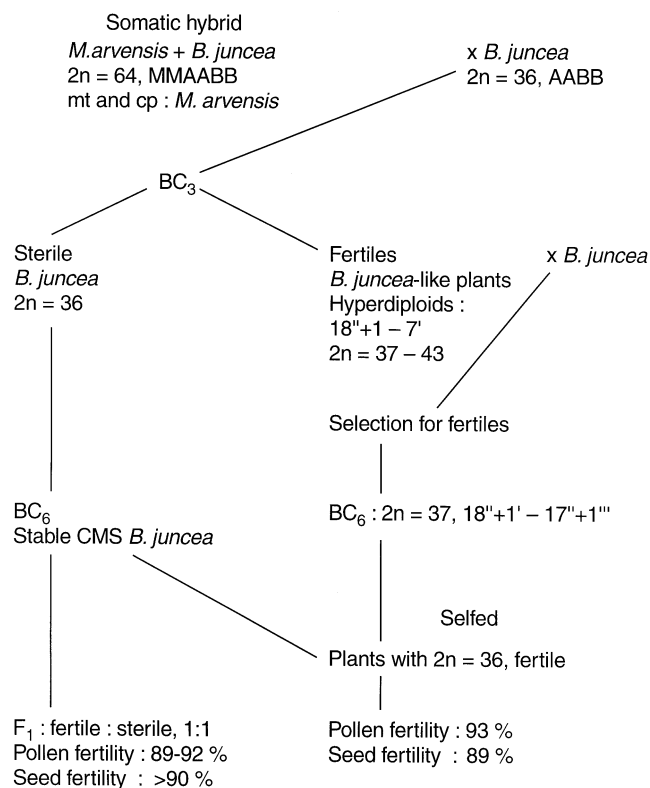 Somatic hybrid
M.arvensis + B. juncea
2n = 64, MMAABB
mt and cp : M. arvensis
x B. juncea
2n = 36, AABB
BC3
Sterile
B. juncea
2n = 36
Fertiles
B. juncea-like plants
Hyperdiploids :
18"+1 – 7'
2n = 37 – 43
x B. juncea
Selection for fertiles
BC6
Stable CMS B. juncea
BC6 : 2n = 37, 18"+1' – 17"+1'''
Selfed
Plants with 2n = 36, fertile
F1 : fertile : sterile, 1:1
Pollen fertility : 89-92 %
Seed fertility : >90 %
Pollen fertility : 93 %
Seed fertility : 89 %